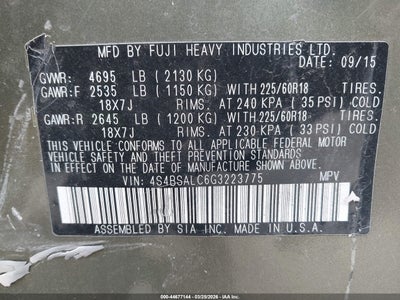 MFD BY FUJI HEAVY INDUSTRIES LTD.
DATE: 09/15
GVWR: 4695 LB ( 2130 KG)
GAWR:F 2535 LB ( 1150 KG) WITH 225/60R18 TIRES.
18X7J RIMS. AT 240 KPA ( 35 PSI) COLD
GAWR:R 2645 LB ( 1200 KG) WITH 225/60R18 TIRES.
18X7J RIMS. AT 230 KPA ( 33 PSI) COLD
THIS VEHICLE CONFORMS TO ALL APPLICABLE FEDERAL MOTOR
VEHICLE SAFETY, BUMPER, AND THEFT PREVENTION STANDARDS
IN EFFECT ON THE DATE OF MANUFACTURE SHOWN ABOVE.
VIN: 4S4BSALC6G3223775 MPV
ASSEMBLED BY SIA INC. MADE IN U.S.A.
000-44677144 - 03/20/2026 - IAAI.COM